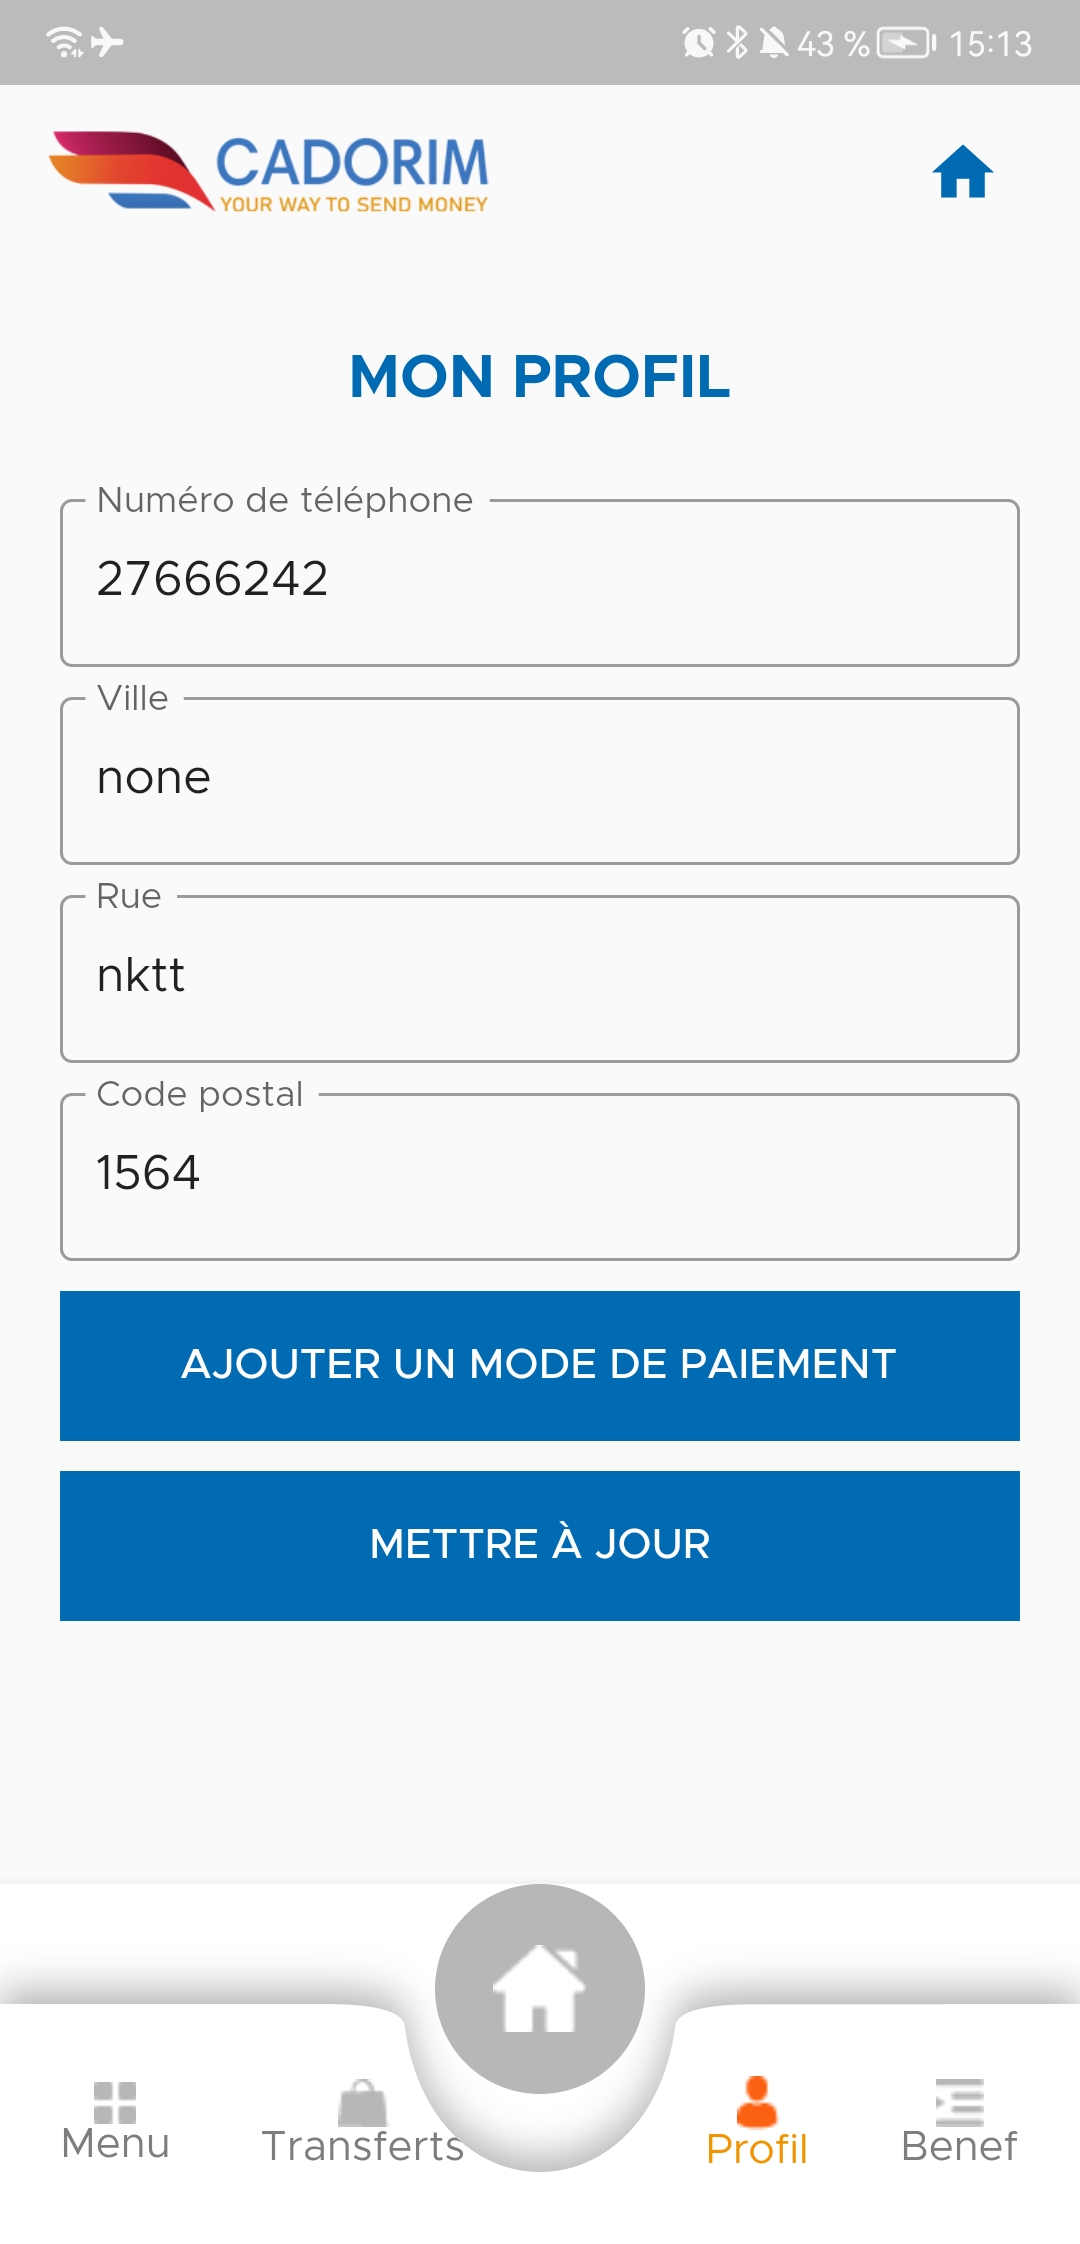 43 % 15:13
CADORIM
YOUR WAY TO SEND MONEY
MON PROFIL
Numéro de téléphone
27666242
Ville
none
Rue
nktt
Code postal
1564
AJOUTER UN MODE DE PAIEMENT
METTRE À JOUR
Menu Transferts Profil Benef